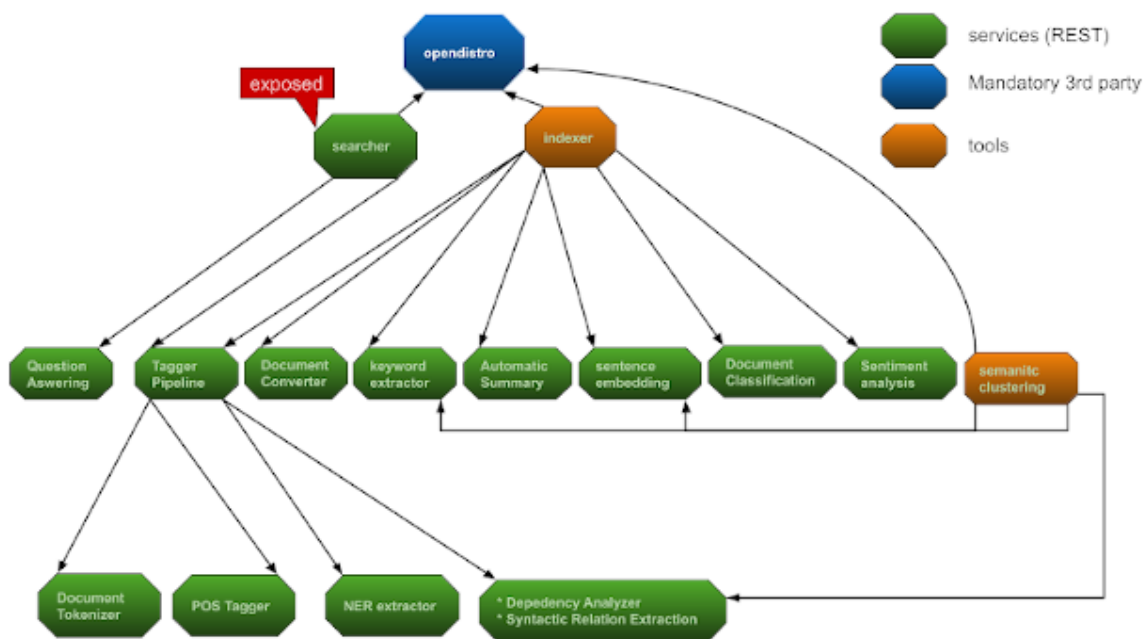 opendistro
services (REST)
exposed
Mandatory 3rd party
searcher
indexer
tools
Question
Aswering
Tagger
Pipeline
Document
Converter
keyword
extractor
Automatic
Summary
sentence
embedding
Document
Classification
Sentiment
analysis
semanitc
clustering
Document
Tokenizer
POS Tagger
NER extractor
* Depedency Analyzer
* Syntactic Relation Extraction